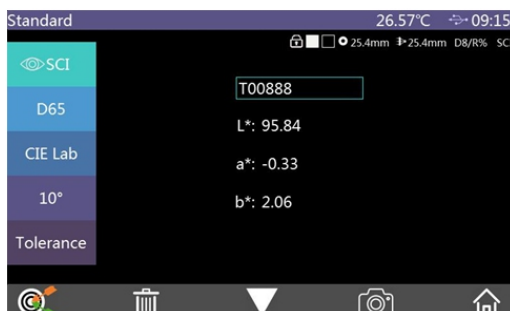 Standard 26.57℃ 09:15
25.4mm 25.4mm D8/R% SC
SCI
T00888
D65
L*: 95.84
CIE Lab
a*: -0.33
10°
b*: 2.06
Tolerance